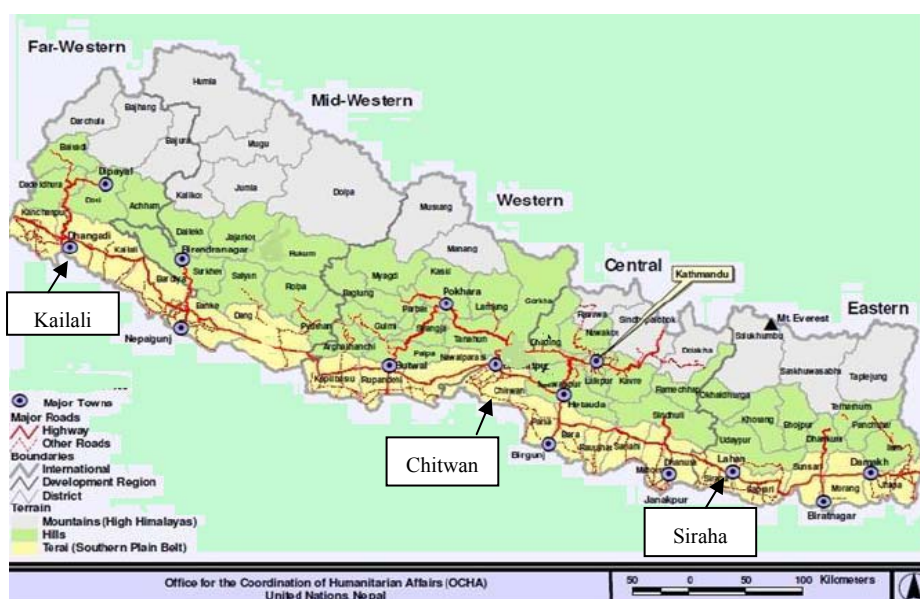 Far-Western
Humla
Darchula
Bajhang
Mid-Western
Bajura
Mugu
Baitadi
Dipayal
Dadeldhura
Doti
Jumla
Kalikot
Dolpa
Mustang
Western
Achham
Kanchanpur
Dhangadi
Kailali
Dailekh
Jajarkot
Rukum
Manang
Birendranagar
Surkhet
Salyan
Rolpa
Myagdi
Kaski
Central
Kathmandu
Bardiya
Banke
Baglung
Pokhara
Parbat
Lamjung
Gorkha
Rasuwa
Eastern
Kailali
Dang
Gulmi
Syangja
Mt. Everest
Solukhumbu
Nepalgunj
Arghakhanchi
Palpa
Tanahun
Nawalparasi
Dhading
Dolakha
Sankhuwasabha
Taplejung
Butwal
Kapilbastu
Rupandehi
Lalitpur
Kavre
Ramechhap
Okhaldhunga
Chitwan
Hetauda
Sindhuli
Khotang
Bhojpur
Terhathum
Panchthar
Major Towns
Major Roads
Highway
Other Roads
Boundaries
International
Development Region
District
Terrain
Mountains (High Himalayas)
Hills
Terai (Southern Plain Belt)
Parsa
Bara
Udaypur
Dhankuta
Ilam
Chitwan
Birgunj
Rautahat
Sarlahi
Dhanusa
Lahan
Sunsari
Damakh
Siraha
Saptari
Morang
Jhapa
Janakpur
Siraha
Biratnagar
Office for the Coordination of Humanitarian Affairs (OCHA)
United Nations, Nepal
50 0 50 100 Kilometers